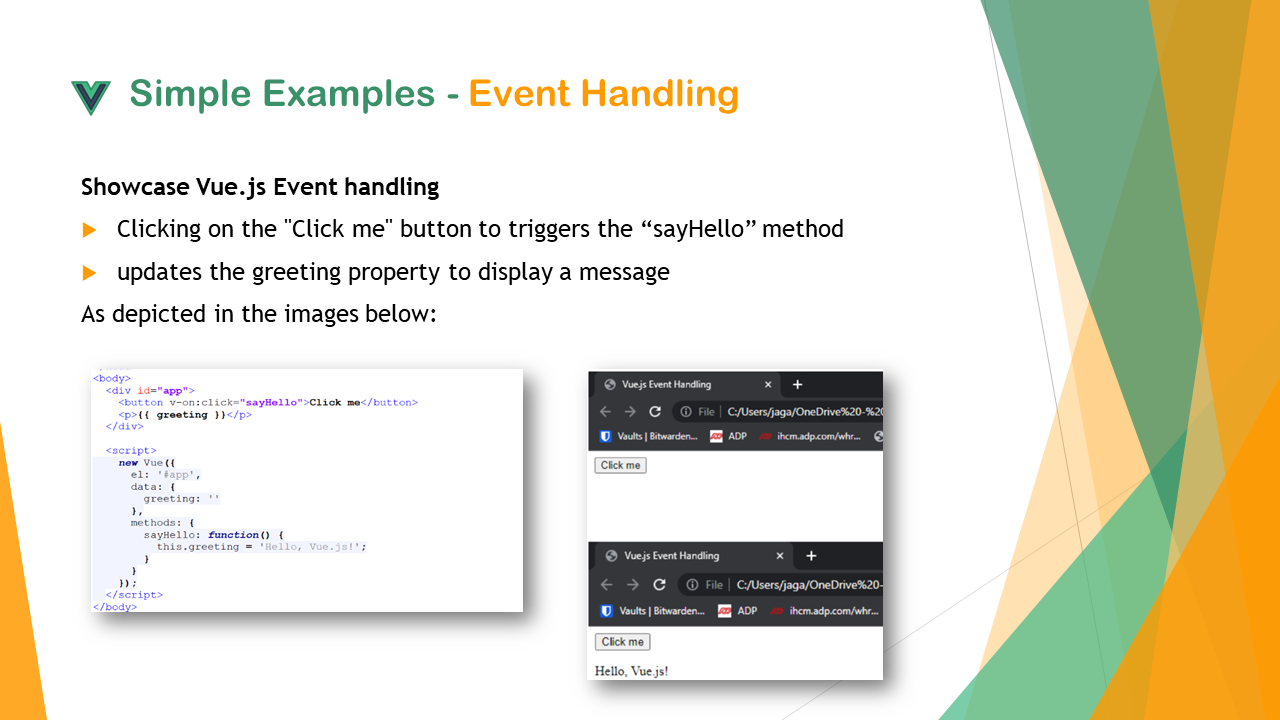 Simple Examples - Event Handling
Showcase Vue.js Event handling
Clicking on the "Click me" button to triggers the “sayHello” method
updates the greeting property to display a message
As depicted in the images below:
<body>
<div id="app">
<button v-on:click="sayHello">Click me</button>
<p>{{ greeting }}</p>
</div>
<script>
new Vue({
el: '#app',
data: {
greeting: ''
},
methods: {
sayHello: function() {
this.greeting = 'Hello, Vue.js!';
}
}
});
</script>
</body>
Vue.js Event Handling
File | C:/Users/jaga/OneDrive%20-%20
Vaults | Bitwarden... ADP ihcm.adp.com/whr...
Click me
Vue.js Event Handling
File | C:/Users/jaga/OneDrive%20-
Vaults | Bitwarden... ADP ihcm.adp.com/whr...
Click me
Hello, Vue.js!